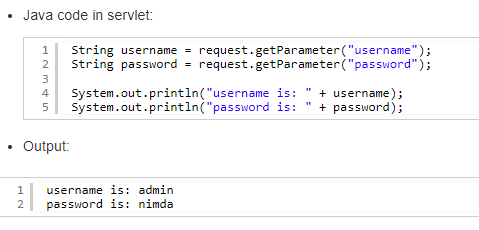 • Java code in servlet:
1 String username = request.getParameter("username");
2 String password = request.getParameter("password");
3
4 System.out.println("username is: " + username);
5 System.out.println("password is: " + password);
• Output:
1 username is: admin
2 password is: nimda